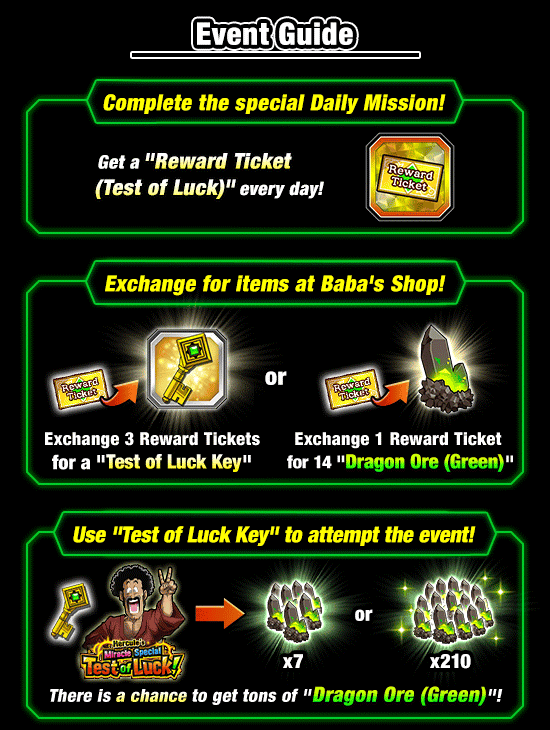 Event Guide
Complete the special Daily Mission!
Get a "Reward Ticket
(Test of Luck)" every day!
Reward
Ticket
Exchange for items at Baba's Shop!
Reward
Ticket
or
Reward
Ticket
Exchange 3 Reward Tickets
for a "Test of Luck Key"
Exchange 1 Reward Ticket
for 14 "Dragon Ore (Green)"
Use "Test of Luck Key" to attempt the event!
Hercule's
Miracle Special
Test of Luck!
or
x7
x210
There is a chance to get tons of "Dragon Ore (Green)"!